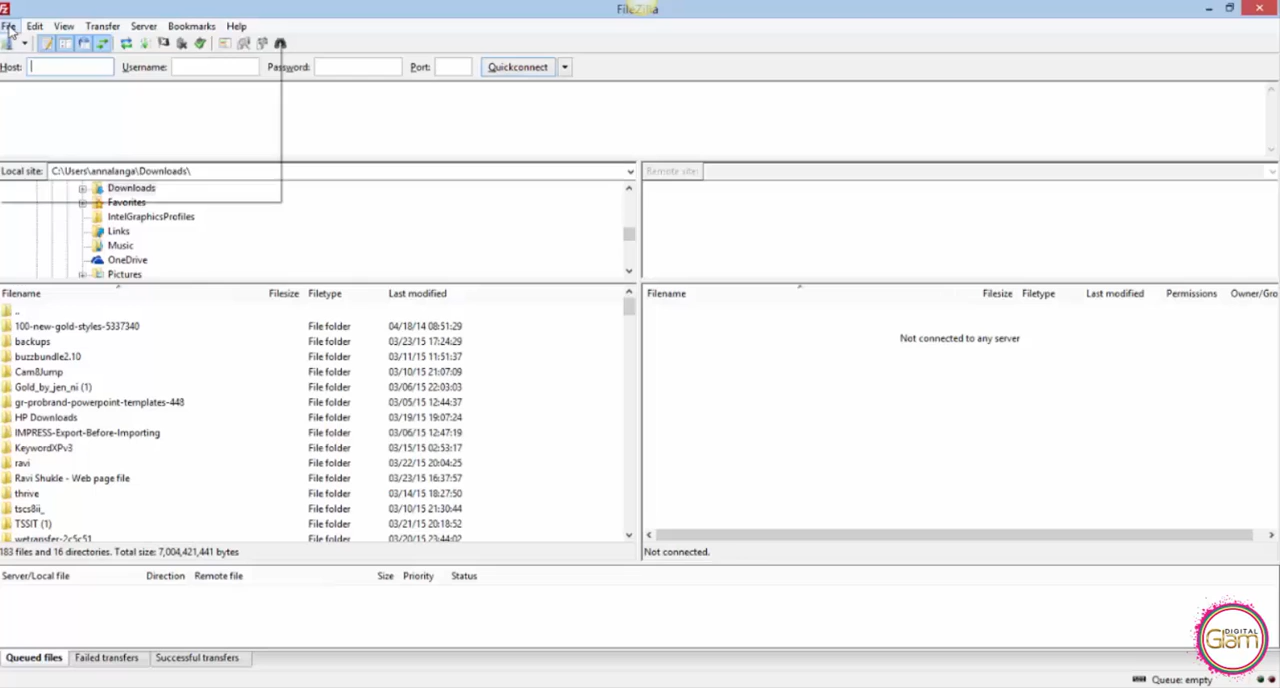 FileZilla
File Edit View Transfer Server Bookmarks Help
Host: Username: Password: Port: Quickconnect
Local site: C:\Users\annalanga\Downloads\
Remote site:
Downloads
Favorites
IntelGraphicsProfiles
Links
Music
OneDrive
Pictures
Filename Filesize Filetype Last modified
..
100-new-gold-styles-5337340 File folder 04/18/14 08:51:29
backups File folder 03/23/15 17:24:29
buzzbundle2.10 File folder 03/11/15 11:51:37
Cam8Jump File folder 03/10/15 21:07:09
Gold_by_jen_ni (1) File folder 03/06/15 22:03:03
gr-probrand-powerpoint-templates-448 File folder 03/05/15 12:44:37
HP Downloads File folder 03/19/15 19:07:24
IMPRESS-Export-Before-Importing File folder 03/06/15 12:47:19
KeywordXPv3 File folder 03/15/15 02:53:17
ravi File folder 03/22/15 20:04:25
Ravi Shukle - Web page file File folder 03/23/15 16:37:57
thrive File folder 03/14/15 18:27:50
tscs8ii_ File folder 03/10/15 21:30:44
TSSIT (1) File folder 03/21/15 20:18:52
wetransfer-2c5c51 File folder 03/20/15 23:44:02
183 files and 16 directories. Total size: 7,004,421,441 bytes
Filename Filesize Filetype Last modified Permissions Owner/Gro
Not connected to any server
Not connected.
Server/Local file Direction Remote file Size Priority Status
Queued files Failed transfers Successful transfers
Queue: empty
DIGITAL
Glam